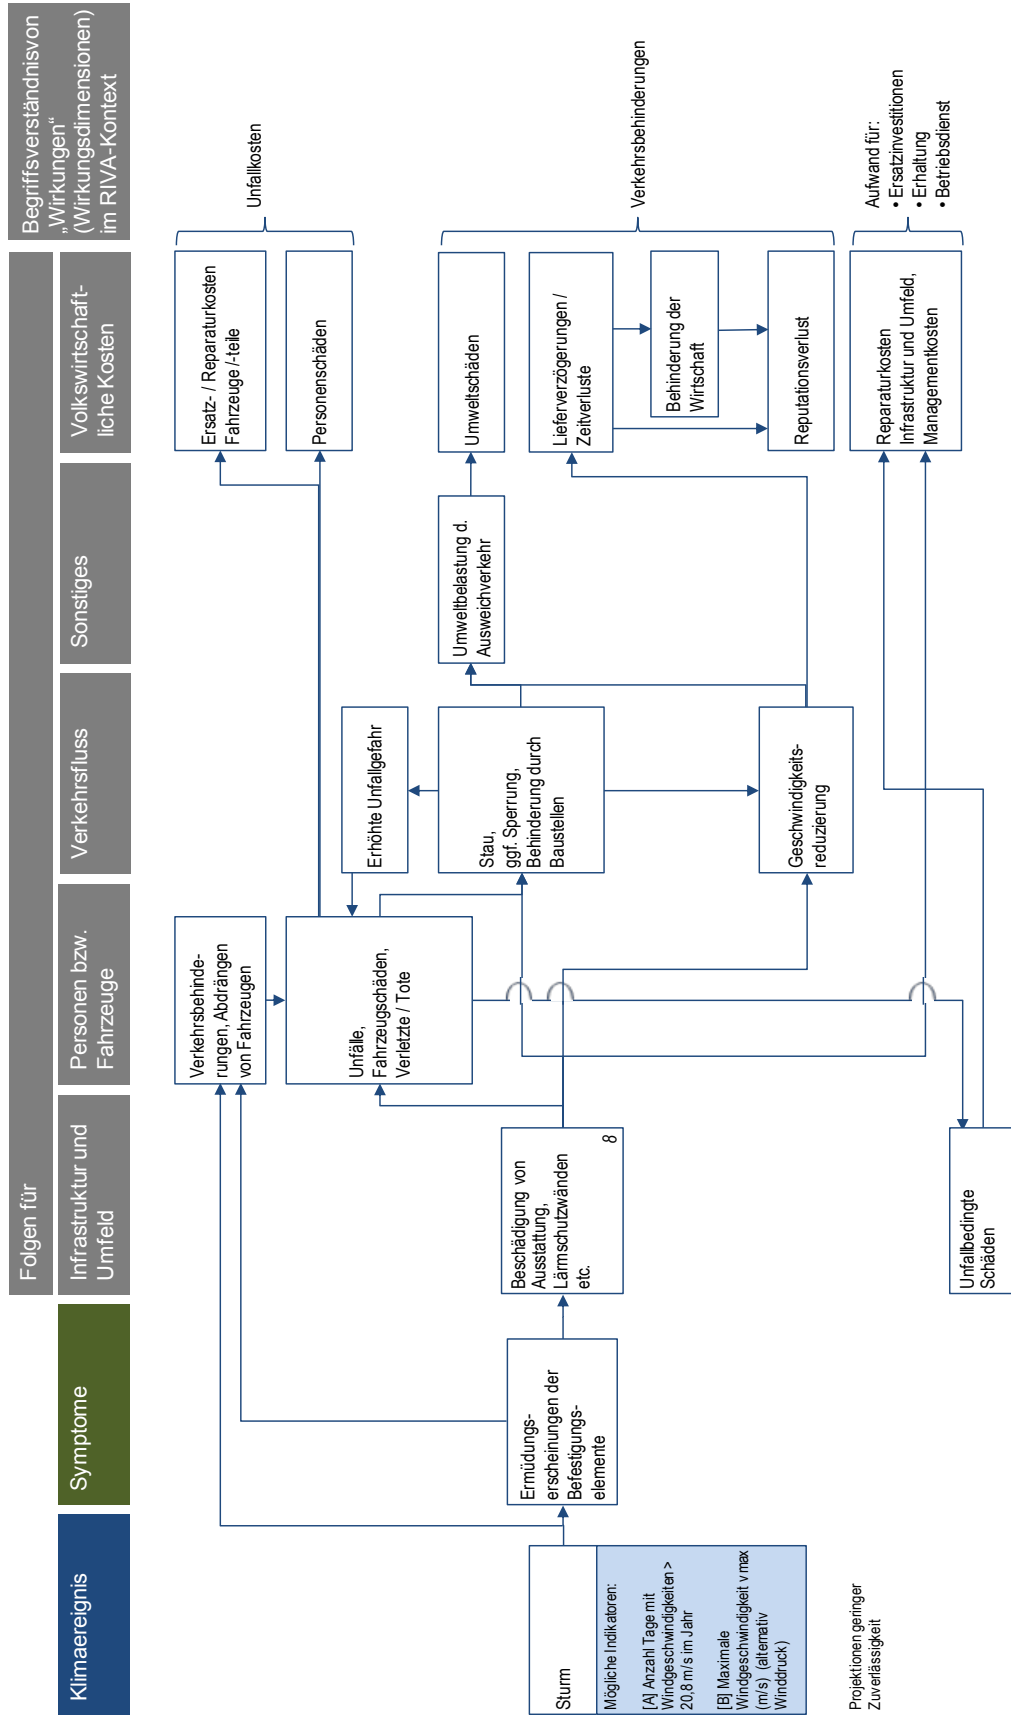 Klimaereignis
Symptome
Folgen für
Infrastruktur und
Umfeld
Personen bzw.
Fahrzeuge
Verkehrsfluss
Sonstiges
Volkswirtschaft-
liche Kosten
Begriffsverständnisvon
„Wirkungen“
(Wirkungsdimensionen)
im RIVA-Kontext
Sturm
Mögliche Indikatoren:
[A] Anzahl Tage mit
Windgeschwindigkeiten >
20,8 m/s im Jahr
[B] Maximale
Windgeschwindigkeit v max
(m/s) (alternativ
Winddruck)
Projektionen geringer
Zuverlässigkeit
Ermüdungs-
erscheinungen der
Befestigungs-
elemente
Beschädigung von
Ausstattung,
Lärmschutzwänden
etc.
8
Unfallbedingte
Schäden
Verkehrsbehinde-
rungen, Abdrängen
von Fahrzeugen
Unfälle,
Fahrzeugschäden,
Verletzte / Tote
Erhöhte Unfallgefahr
Stau,
ggf. Sperrung,
Behinderung durch
Baustellen
Geschwindigkeits-
reduzierung
Umweltbelastung d.
Ausweichverkehr
Ersatz- / Reparaturkosten
Fahrzeuge /-teile
Personenschäden
Umweltschäden
Lieferverzögerungen /
Zeitverluste
Behinderung der
Wirtschaft
Reputationsverlust
Reparaturkosten
Infrastruktur und Umfeld,
Managementkosten
Unfallkosten
Verkehrsbehinderungen
Aufwand für:
• Ersatzinvestitionen
• Erhaltung
• Betriebsdienst